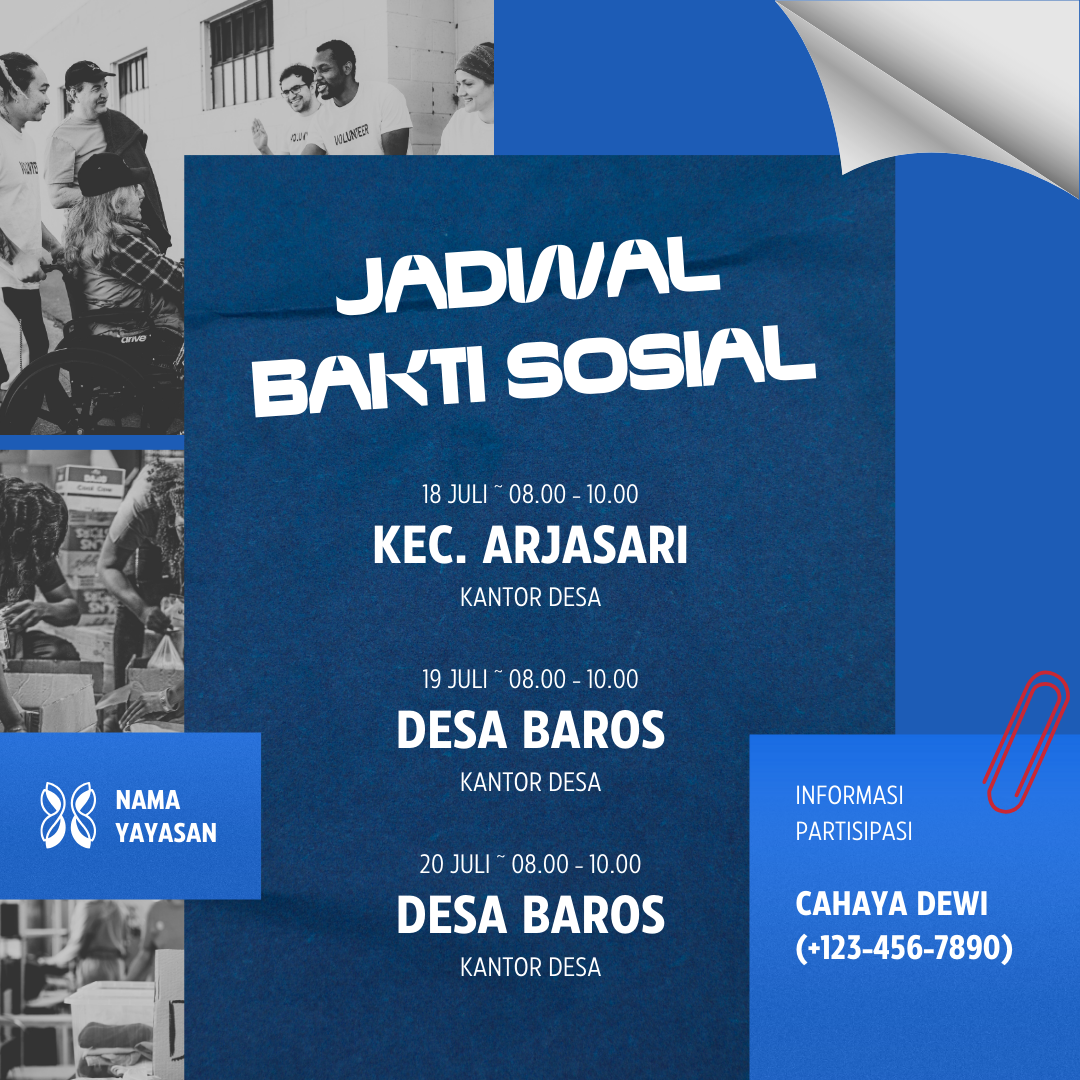 VOLUNTEER
drive
JADWAL
BAKTI SOSIAL
18 JULI ~ 08.00 - 10.00
KEC. ARJASARI
KANTOR DESA
19 JULI ~ 08.00 - 10.00
DESA BAROS
KANTOR DESA
20 JULI ~ 08.00 - 10.00
DESA BAROS
KANTOR DESA
NAMA
YAYASAN
INFORMASI
PARTISIPASI
CAHAYA DEWI
(+123-456-7890)